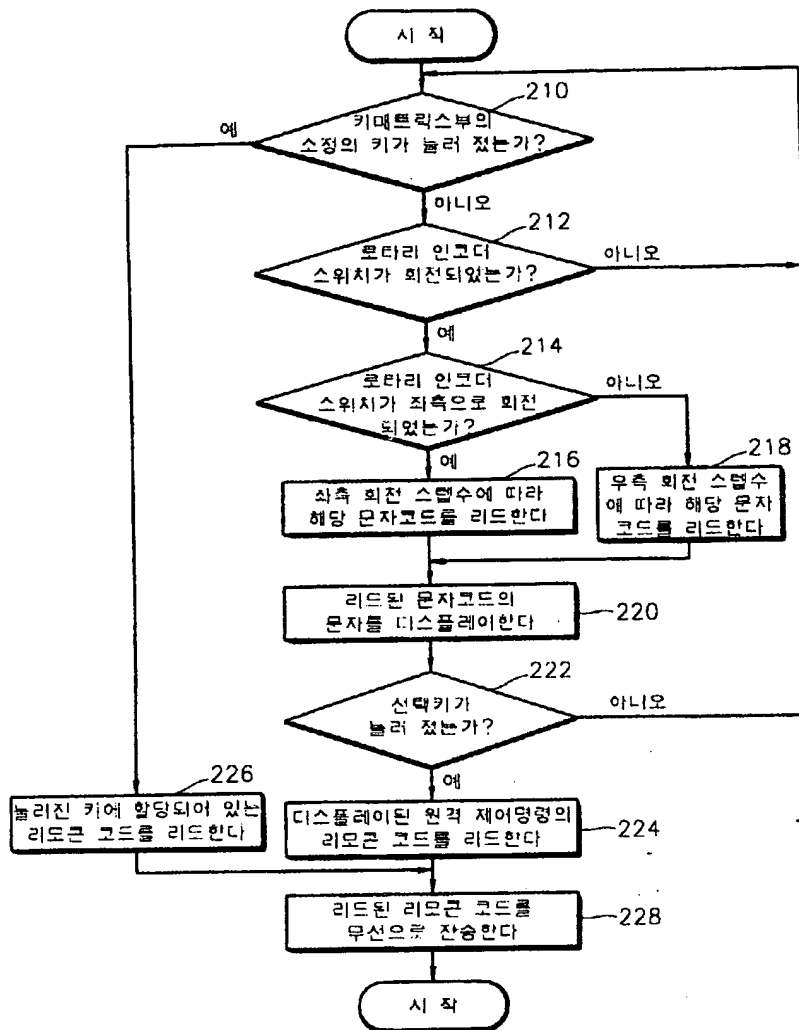 시 작
210
키매트릭스부의
소정의 키가 눌러 졌는가?
예
아니오
212
로타리 인코더
스위치가 회전되었는가?
아니오
예
214
로타리 인코더
스위치가 좌측으로 회전
되었는가?
아니오
예
216
좌측 회전 스텝수에 따라
해당 문자코드를 리드한다
218
우측 회전 스텝수
에 따라 해당 문자
코드를 리드한다
리드된 문자코드의
문자를 디스플레이한다
220
222
선택키가
눌러 졌는가?
아니오
예
226
눌러진 키에 할당되어 있는
리모콘 코드를 리드한다
디스플레이된 원격 제어명령의
리모콘 코드를 리드한다
224
리드된 리모콘 코드를
무선으로 전송한다
228
시 작